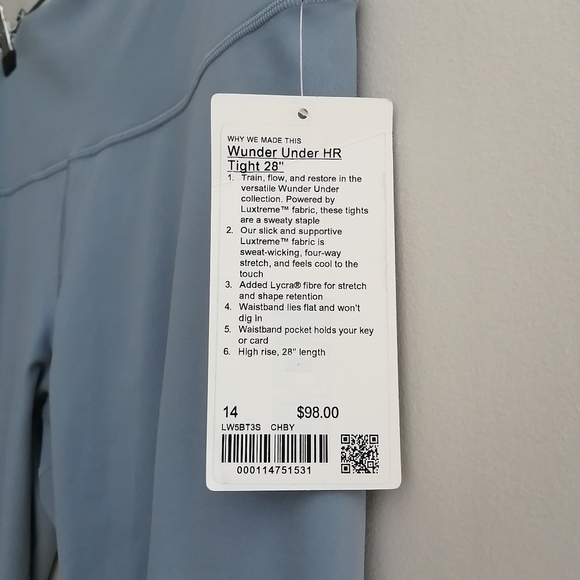 WHY WE MADE THIS
Wunder Under HR
Tight 28"
1. Train, flow, and restore in the
versatile Wunder Under
collection. Powered by
Luxtreme™ fabric, these tights
are a sweaty staple
2. Our slick and supportive
Luxtreme™ fabric is
sweat-wicking, four-way
stretch, and feels cool to the
touch
3. Added Lycra® fibre for stretch
and shape retention
4. Waistband lies flat and won't
dig in
5. Waistband pocket holds your key
or card
6. High rise, 28" length
14 $98.00
LW5BT3S CHBY
000114751531